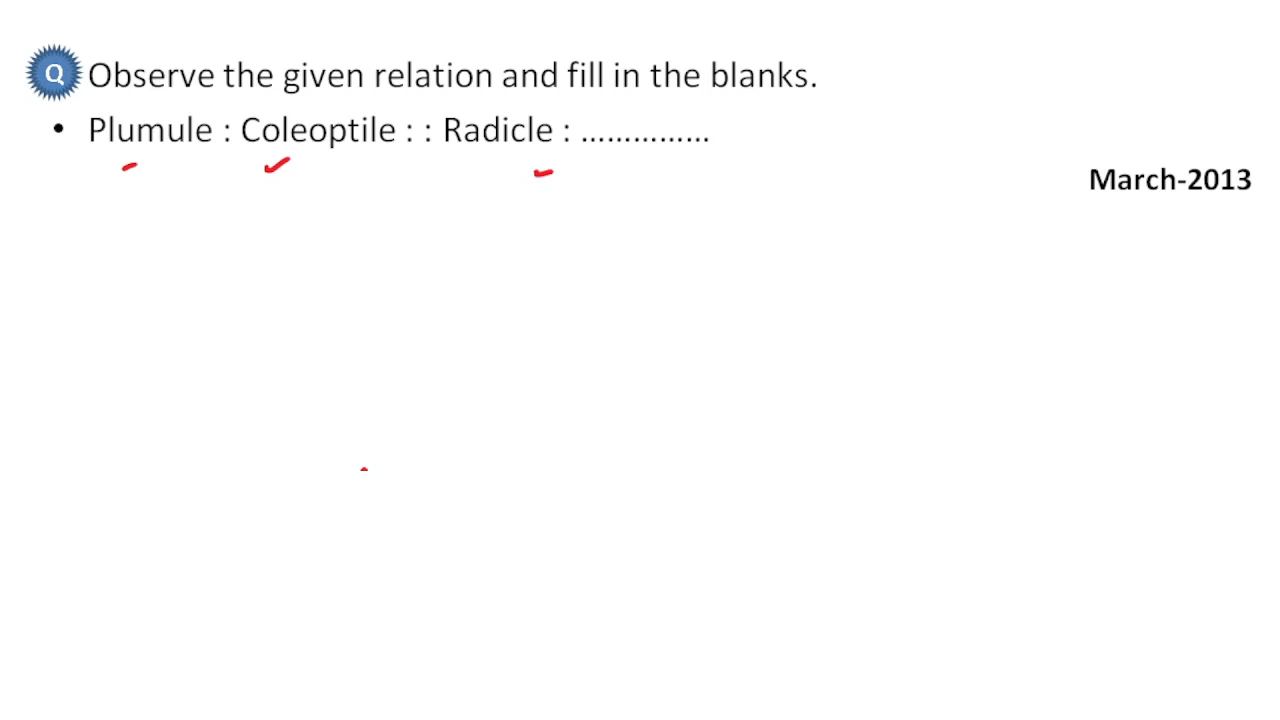 Q Observe the given relation and fill in the blanks.
• Plumule : Coleoptile : : Radicle : ……………
March-2013